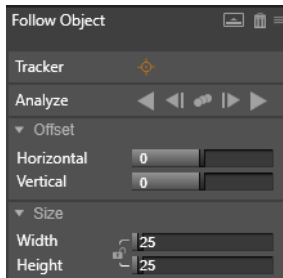 Follow Object
Tracker
Analyze
Offset
Horizontal 0
Vertical 0
Size
Width 25
Height 25